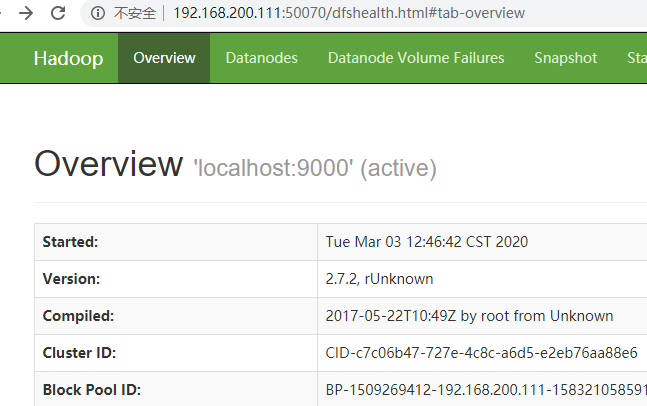 不安全 192.168.200.111:50070/dfshealth.html#tab-overview
Hadoop Overview Datanodes Datanode Volume Failures Snapshot Sta
Overview 'localhost:9000' (active)
Started: Tue Mar 03 12:46:42 CST 2020
Version: 2.7.2, rUnknown
Compiled: 2017-05-22T10:49Z by root from Unknown
Cluster ID: CID-c7c06b47-727e-4c8c-a6d5-e2eb76aa88e6
Block Pool ID: BP-1509269412-192.168.200.111-158321058591